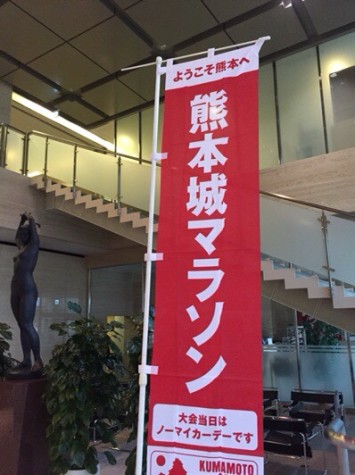 ようこそ熊本へ
熊本城マラソン
大会当日は
ノーマイカーデーです
KUMAMOTO